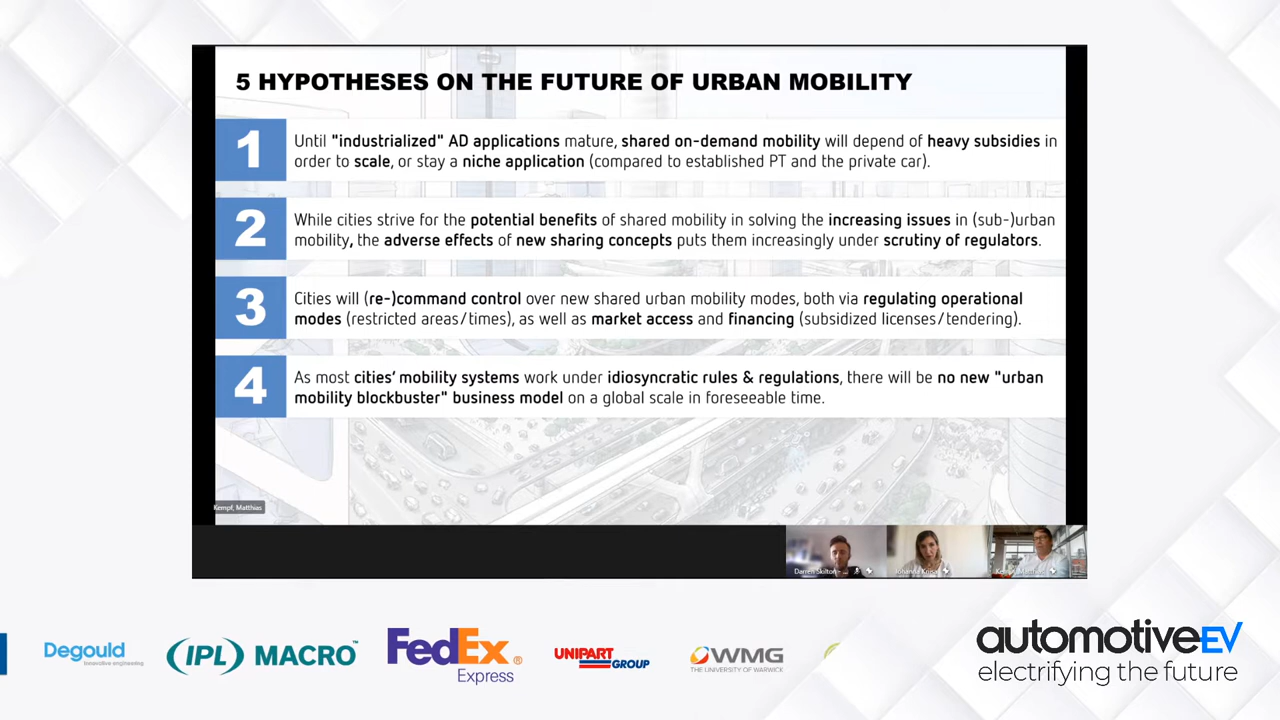 5 HYPOTHESES ON THE FUTURE OF URBAN MOBILITY
1
Until "industrialized" AD applications mature, shared on-demand mobility will depend of heavy subsidies in
order to scale, or stay a niche application (compared to established PT and the private car).
2
While cities strive for the potential benefits of shared mobility in solving the increasing issues in (sub-)urban
mobility, the adverse effects of new sharing concepts puts them increasingly under scrutiny of regulators.
3
Cities will (re-)command control over new shared urban mobility modes, both via regulating operational
modes (restricted areas/times), as well as market access and financing (subsidized licenses/tendering).
4
As most cities' mobility systems work under idiosyncratic rules & regulations, there will be no new "urban
mobility blockbuster" business model on a global scale in foreseeable time.
Kempf, Matthias
Darren Skilton - ...
Degould
innovative engineering
(IPL) MACRO™
FedEx®
Express
UNIPART
GROUP
WMG
THE UNIVERSITY OF WARWICK
automotiveEV
electrifying the future